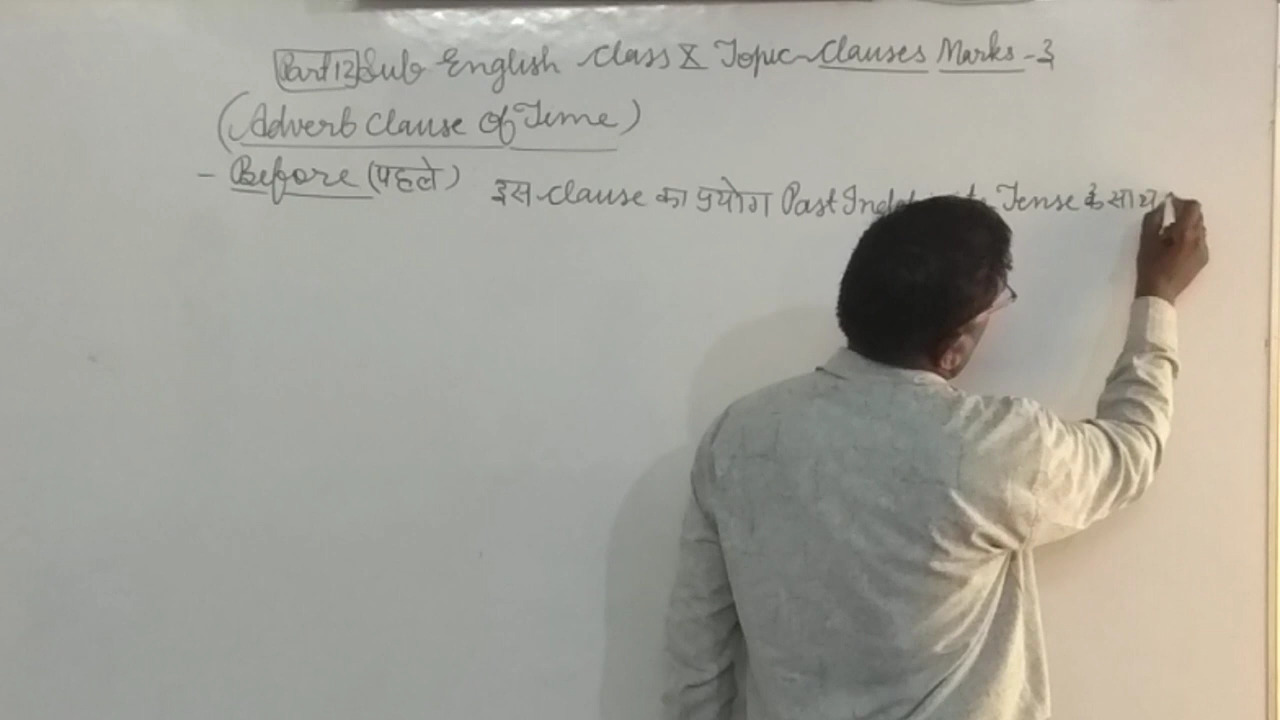 Part 12 Sub English Class X Topic - Clauses Marks - 3
(Adverb Clause Of Time)
- Before (पहले) इस clause का प्रयोग Past Tense के साथ